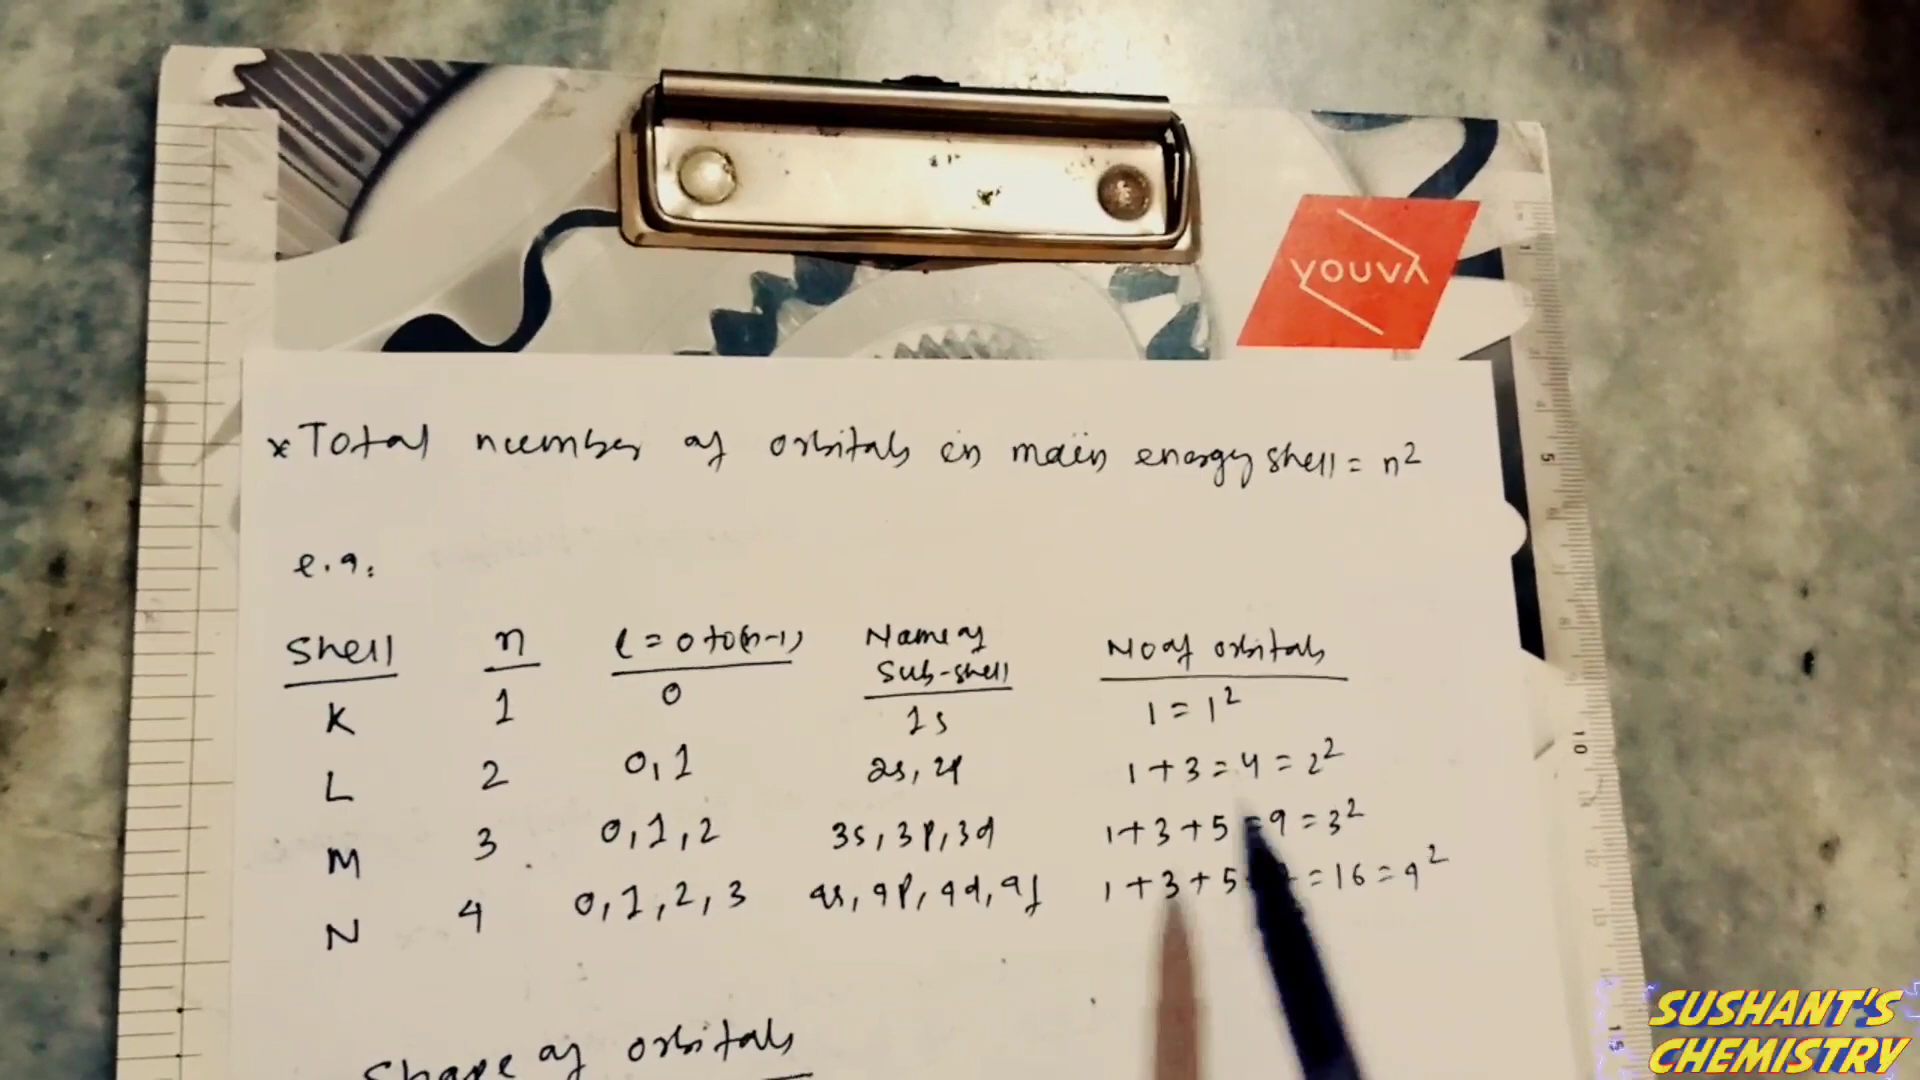 YOUVA
* Total number of orbitals in main energy shell = n²
e.g.
Shell n l = 0 to (n-1) Name of Sub-shell No of orbitals
K 1 0 1s 1 = 1²
L 2 0,1 2s, 2p 1 + 3 = 4 = 2²
M 3 0,1,2 3s, 3p, 3d 1 + 3 + 5 = 9 = 3²
N 4 0,1,2,3 4s, 4p, 4d, 4f 1 + 3 + 5 = 16 = 4²
Shape of orbitals
5
10
15
SUSHANT'S
CHEMISTRY